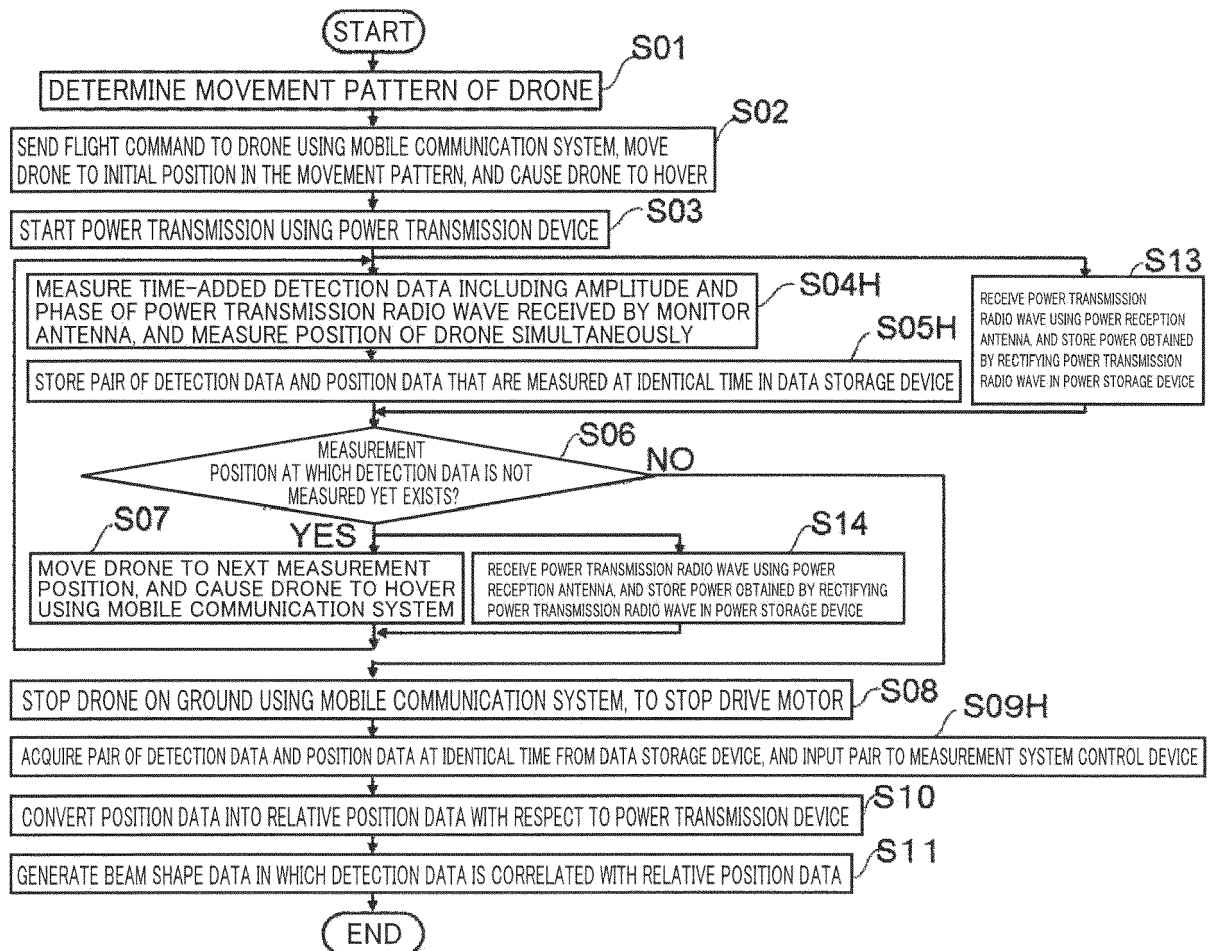 START
S01
DETERMINE MOVEMENT PATTERN OF DRONE
S02
SEND FLIGHT COMMAND TO DRONE USING MOBILE COMMUNICATION SYSTEM, MOVE
DRONE TO INITIAL POSITION IN THE MOVEMENT PATTERN, AND CAUSE DRONE TO HOVER
S03
START POWER TRANSMISSION USING POWER TRANSMISSION DEVICE
S04H
MEASURE TIME-ADDED DETECTION DATA INCLUDING AMPLITUDE AND
PHASE OF POWER TRANSMISSION RADIO WAVE RECEIVED BY MONITOR
ANTENNA, AND MEASURE POSITION OF DRONE SIMULTANEOUSLY
S13
RECEIVE POWER TRANSMISSION
RADIO WAVE USING POWER RECEPTION
ANTENNA, AND STORE POWER OBTAINED
BY RECTIFYING POWER TRANSMISSION
RADIO WAVE IN POWER STORAGE DEVICE
S05H
STORE PAIR OF DETECTION DATA AND POSITION DATA THAT ARE MEASURED AT IDENTICAL TIME IN DATA STORAGE DEVICE
S06
MEASUREMENT
POSITION AT WHICH DETECTION DATA IS NOT
MEASURED YET EXISTS?
NO
YES
S07
MOVE DRONE TO NEXT MEASUREMENT
POSITION, AND CAUSE DRONE TO HOVER
USING MOBILE COMMUNICATION SYSTEM
S14
RECEIVE POWER TRANSMISSION RADIO WAVE USING POWER
RECEPTION ANTENNA, AND STORE POWER OBTAINED BY RECTIFYING
POWER TRANSMISSION RADIO WAVE IN POWER STORAGE DEVICE
S08
STOP DRONE ON GROUND USING MOBILE COMMUNICATION SYSTEM, TO STOP DRIVE MOTOR
S09H
ACQUIRE PAIR OF DETECTION DATA AND POSITION DATA AT IDENTICAL TIME FROM DATA STORAGE DEVICE, AND INPUT PAIR TO MEASUREMENT SYSTEM CONTROL DEVICE
S10
CONVERT POSITION DATA INTO RELATIVE POSITION DATA WITH RESPECT TO POWER TRANSMISSION DEVICE
S11
GENERATE BEAM SHAPE DATA IN WHICH DETECTION DATA IS CORRELATED WITH RELATIVE POSITION DATA
END